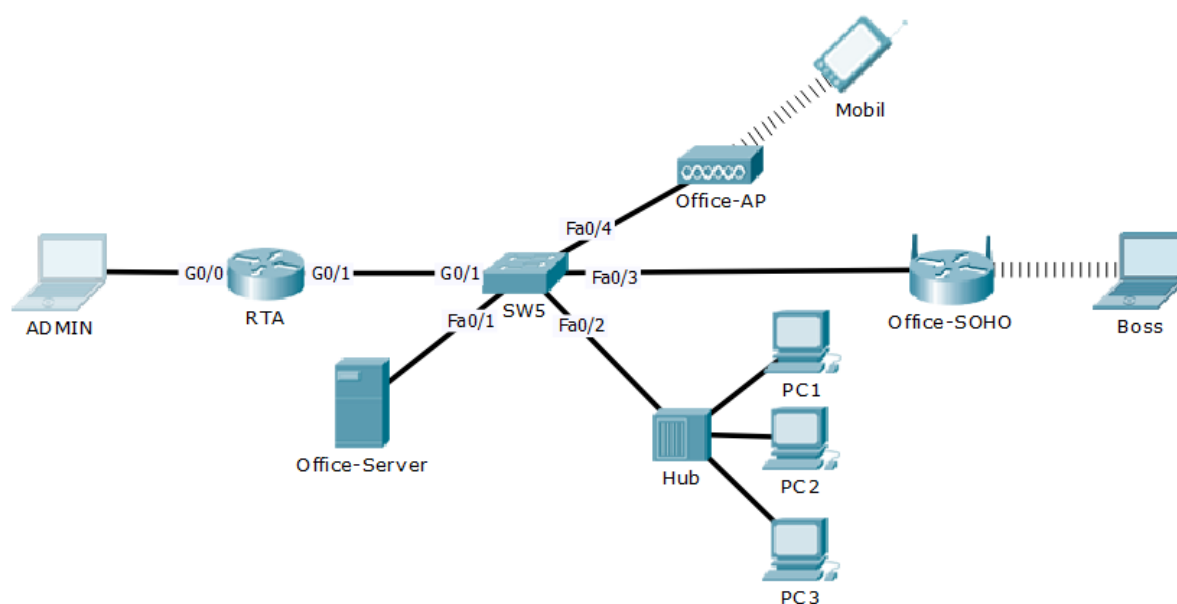 Mobil
Office-AP
Fa0/4
G0/0
G0/1
G0/1
Fa0/3
ADMIN
RTA
SW5
Office-SOHO
Boss
Fa0/1
Fa0/2
PC1
Office-Server
Hub
PC2
PC3